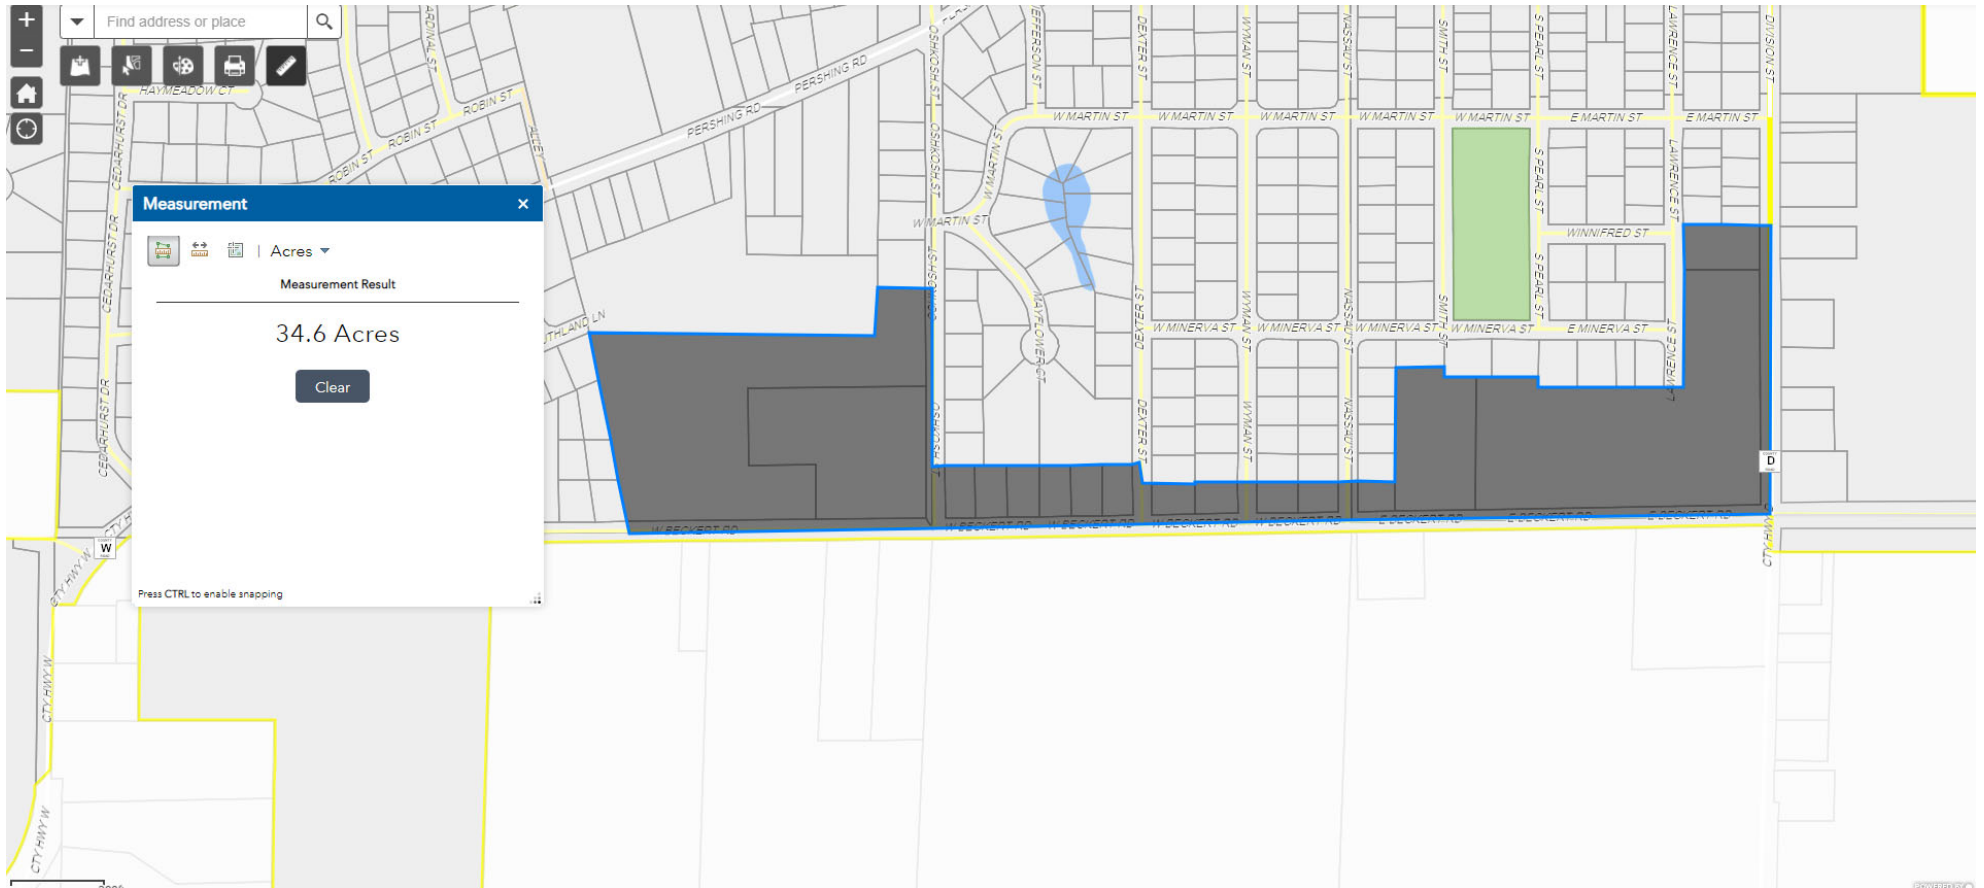 +
−
Find address or place
Measurement
×
| Acres
Measurement Result
34.6 Acres
Clear
Press CTRL to enable snapping
HAYMEADOW CT
CEDARHURST DR
CEDARHURST DR
CEDARHURST DR
CEDARHURST DR
ROBIN ST
ROBIN ST
ROBIN ST
ALLEY
PERSHING RD
PERSHING RD
OSHKOSH ST
OSHKOSH ST
W MARTIN ST
W MARTIN ST
W MARTIN ST
W MARTIN ST
W MARTIN ST
W MARTIN ST
W MARTIN ST
E MARTIN ST
E MARTIN ST
JEFFERSON ST
DEXTER ST
DEXTER ST
DEXTER ST
WYMAN ST
WYMAN ST
WYMAN ST
NASSAU ST
NASSAU ST
NASSAU ST
SMITH ST
SMITH ST
S PEARL ST
S PEARL ST
S PEARL ST
LAWRENCE ST
LAWRENCE ST
LAWRENCE ST
DIVISION ST
WINNIFRED ST
MAYFLOWER CT
W MINERVA ST
W MINERVA ST
W MINERVA ST
W MINERVA ST
E MINERVA ST
W BECKERT RD
W BECKERT RD
W BECKERT RD
W BECKERT RD
W BECKERT RD
E BECKERT RD
E BECKERT RD
E BECKERT RD
D
W
CTY HWY W
CTY HWY W
CTY HWY W